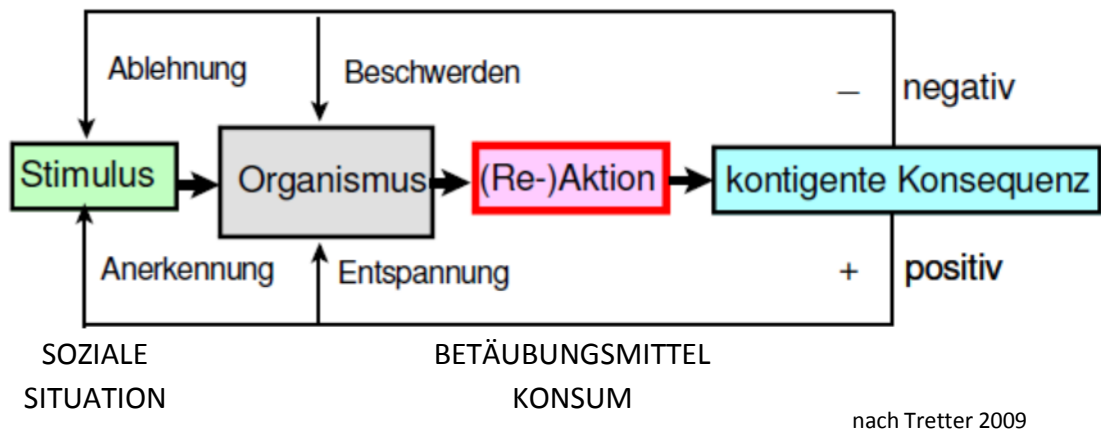 Ablehnung
Beschwerden
– negativ
Stimulus
Organismus
(Re-)Aktion
kontigente Konsequenz
Anerkennung
Entspannung
+ positiv
SOZIALE
SITUATION
BETÄUBUNGSMITTEL
KONSUM
nach Tretter 2009